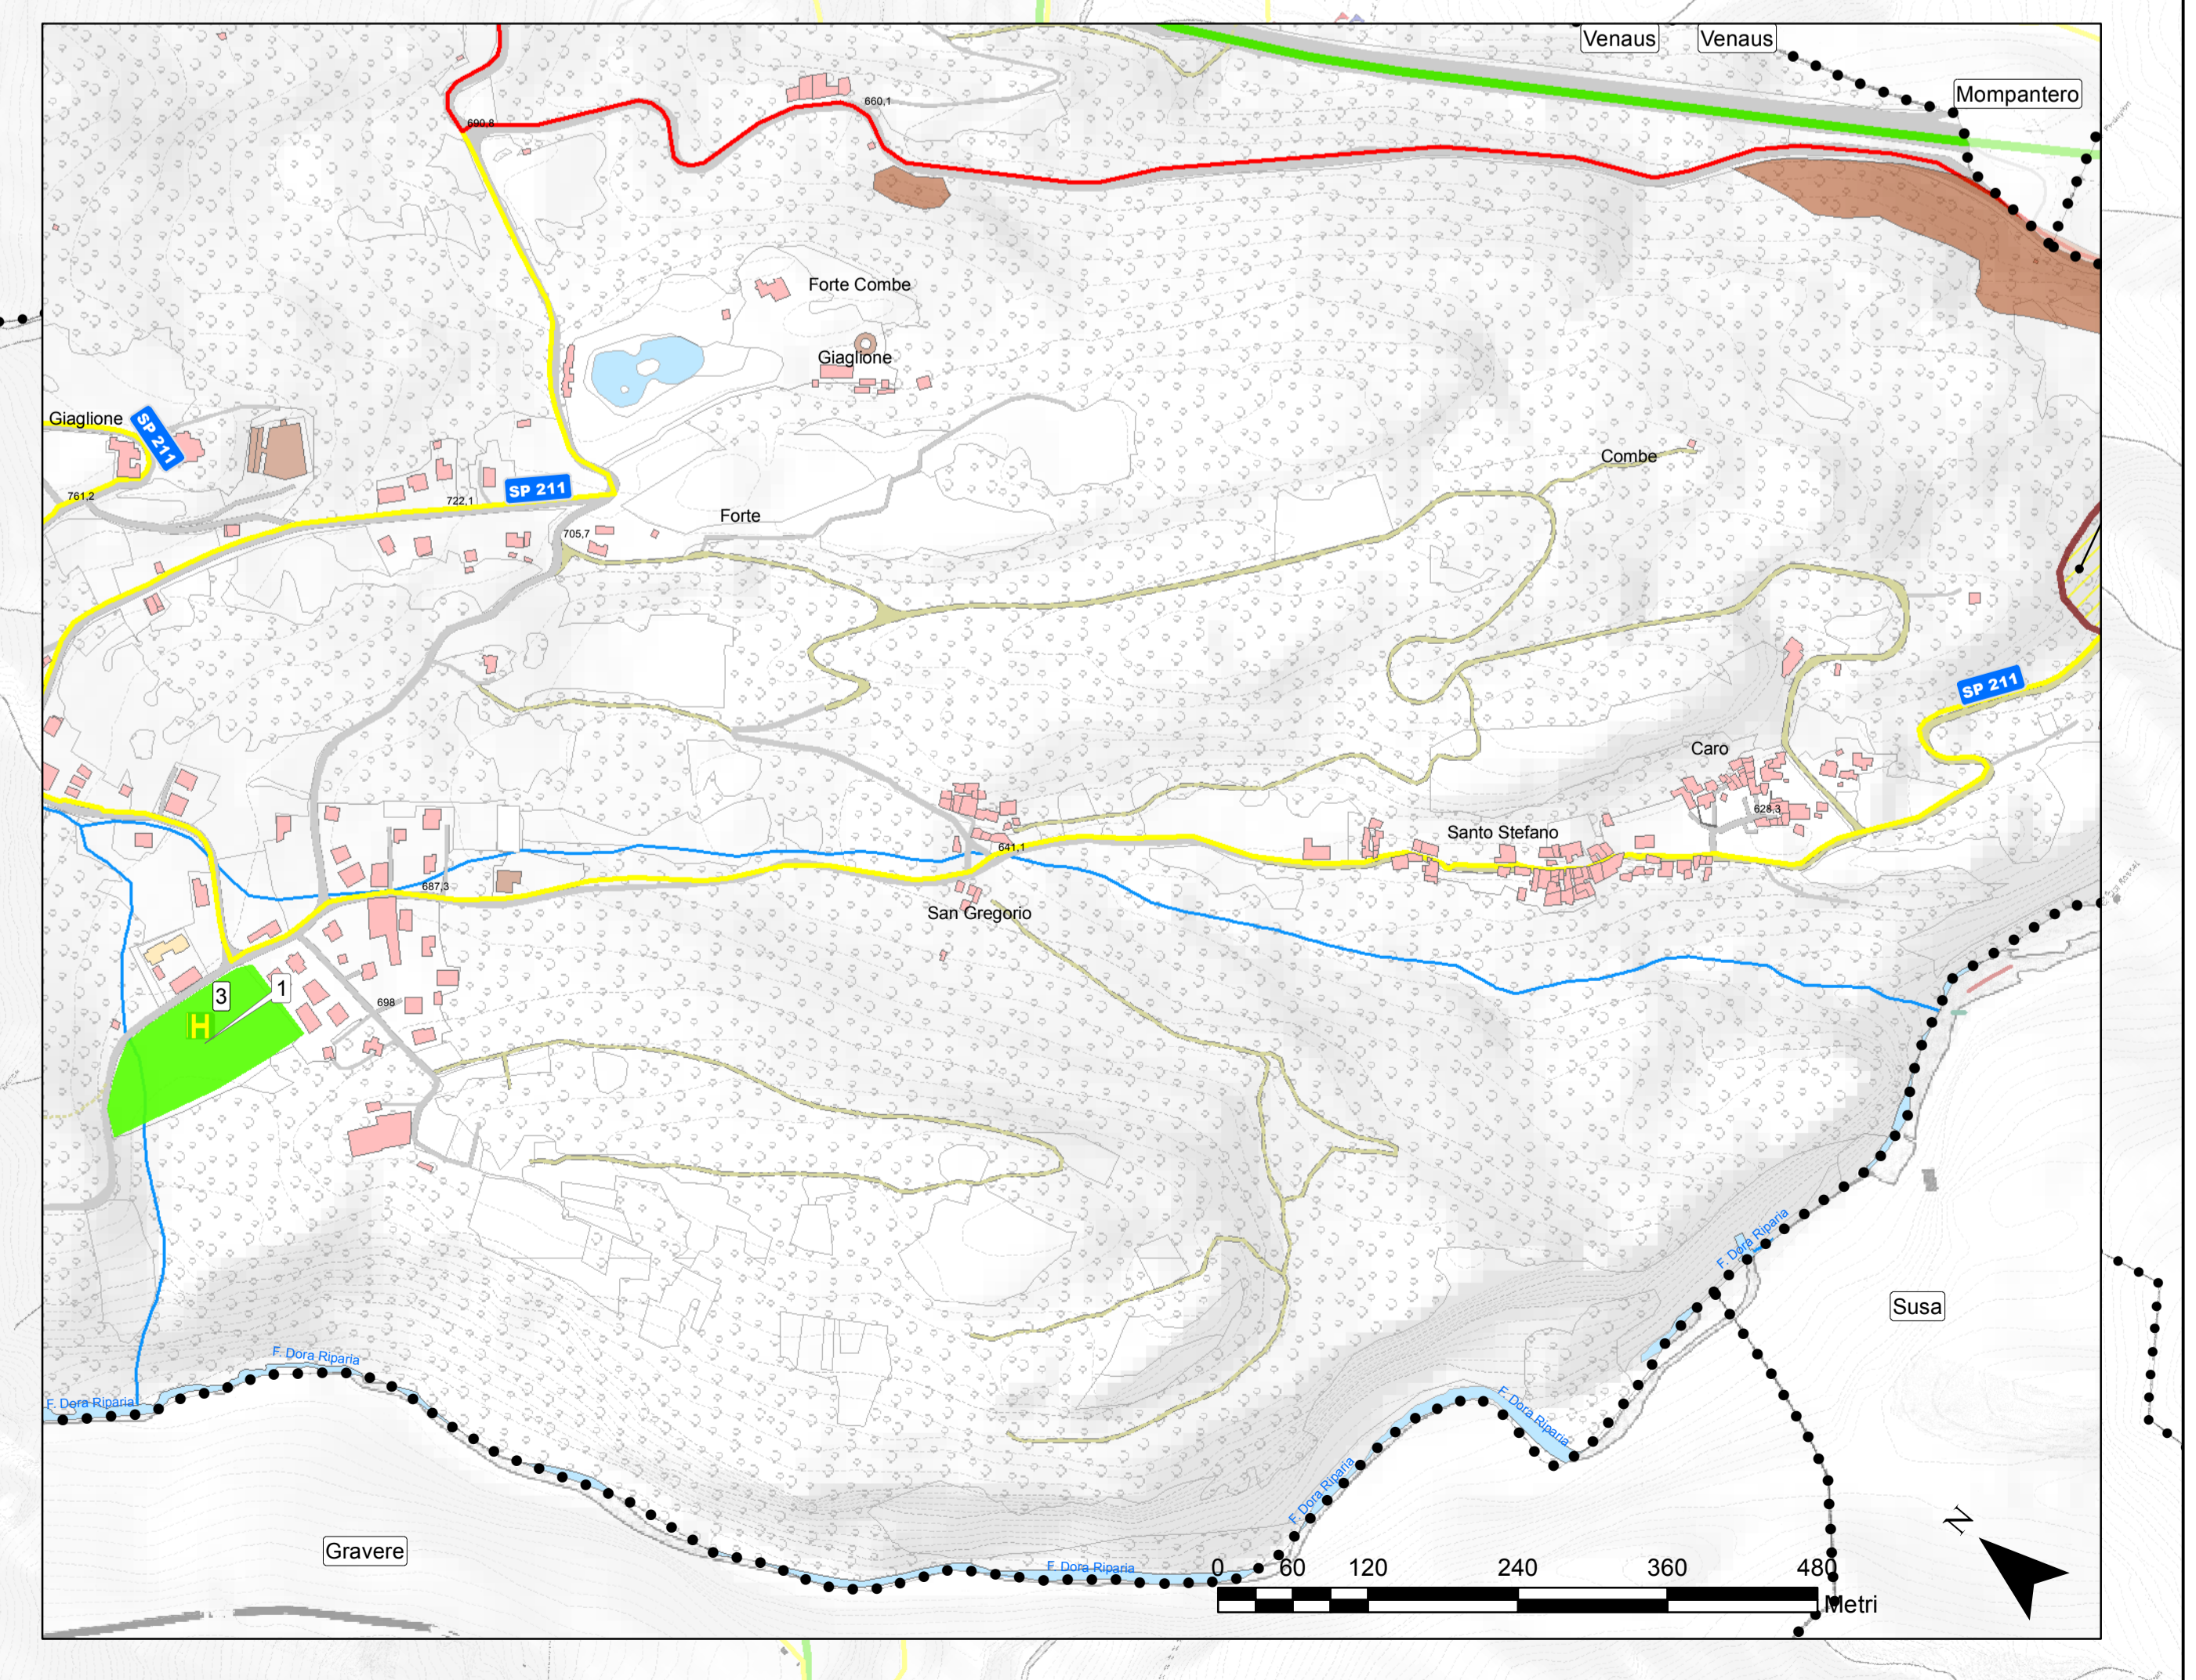 Venaus
Venaus
Mompantero
660,1
690,8
Forte Combe
Giaglione
Giaglione
SP 211
Combe
761,2
722,1
SP 211
Forte
705,7
SP 211
Caro
628,3
Santo Stefano
641,1
687,3
San Gregorio
3
1
H
698
F. Dora Riparia
Susa
F. Dora Riparia
F. Dora Riparia
F. Dora Riparia
F. Dora Riparia
F. Dora Riparia
Gravere
N
0 60 120 240 360 480
Metri